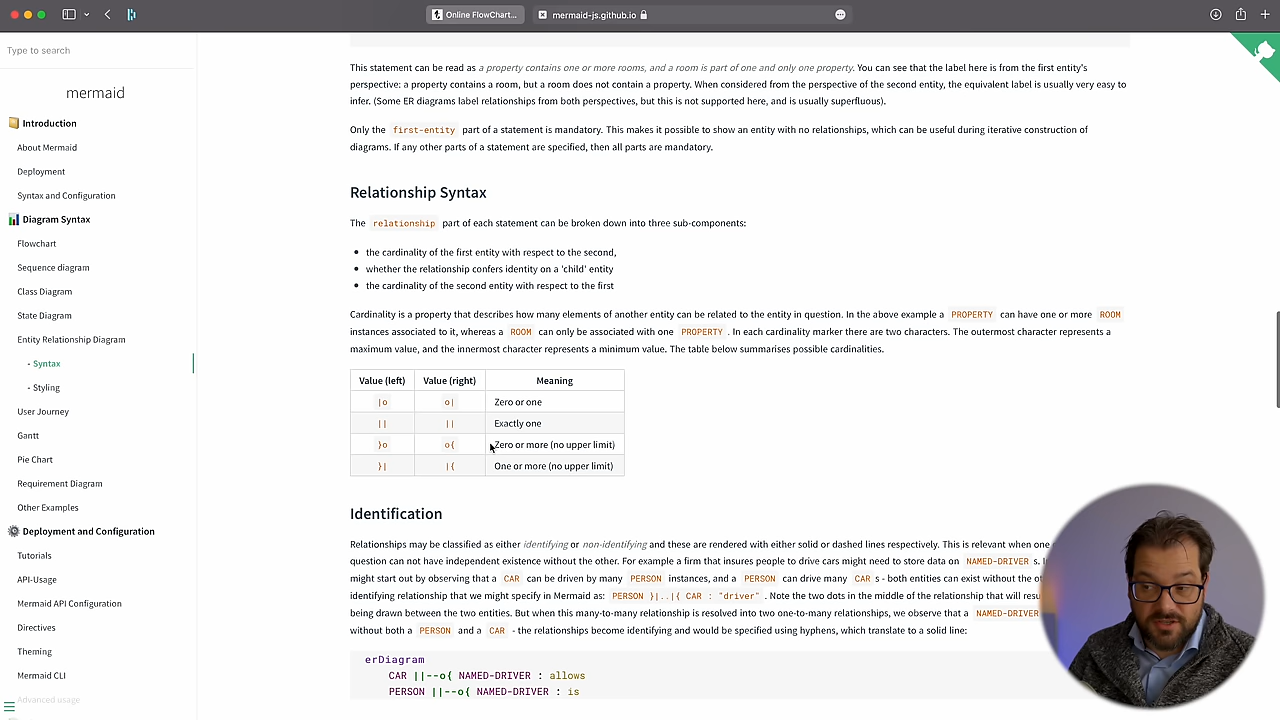 Online FlowChart...
mermaid-js.github.io
Type to search
mermaid
Introduction
About Mermaid
Deployment
Syntax and Configuration
Diagram Syntax
Flowchart
Sequence diagram
Class Diagram
State Diagram
Entity Relationship Diagram
- Syntax
- Styling
User Journey
Gantt
Pie Chart
Requirement Diagram
Other Examples
Deployment and Configuration
Tutorials
API-Usage
Mermaid API Configuration
Directives
Theming
Mermaid CLI
Advanced usage
This statement can be read as a property contains one or more rooms, and a room is part of one and only one property. You can see that the label here is from the first entity's
perspective: a property contains a room, but a room does not contain a property. When considered from the perspective of the second entity, the equivalent label is usually very easy to
infer. (Some ER diagrams label relationships from both perspectives, but this is not supported here, and is usually superfluous).
Only the first-entity part of a statement is mandatory. This makes it possible to show an entity with no relationships, which can be useful during iterative construction of
diagrams. If any other parts of a statement are specified, then all parts are mandatory.
Relationship Syntax
The relationship part of each statement can be broken down into three sub-components:
• the cardinality of the first entity with respect to the second,
• whether the relationship confers identity on a 'child' entity
• the cardinality of the second entity with respect to the first
Cardinality is a property that describes how many elements of another entity can be related to the entity in question. In the above example a PROPERTY can have one or more ROOM
instances associated to it, whereas a ROOM can only be associated with one PROPERTY . In each cardinality marker there are two characters. The outermost character represents a
maximum value, and the innermost character represents a minimum value. The table below summarises possible cardinalities.
Value (left) Value (right) Meaning
|o o| Zero or one
|| || Exactly one
}o o{ Zero or more (no upper limit)
}| |{ One or more (no upper limit)
Identification
Relationships may be classified as either identifying or non-identifying and these are rendered with either solid or dashed lines respectively. This is relevant when one
question can not have independent existence without the other. For example a firm that insures people to drive cars might need to store data on NAMED-DRIVER s.
might start out by observing that a CAR can be driven by many PERSON instances, and a PERSON can drive many CAR s - both entities can exist without the
identifying relationship that we might specify in Mermaid as: PERSON }|..|{ CAR : "driver" . Note the two dots in the middle of the relationship that will
being drawn between the two entities. But when this many-to-many relationship is resolved into two one-to-many relationships, we observe that a NAMED-DRIVER
without both a PERSON and a CAR - the relationships become identifying and would be specified using hyphens, which translate to a solid line:
erDiagram
CAR ||--o{ NAMED-DRIVER : allows
PERSON ||--o{ NAMED-DRIVER : is